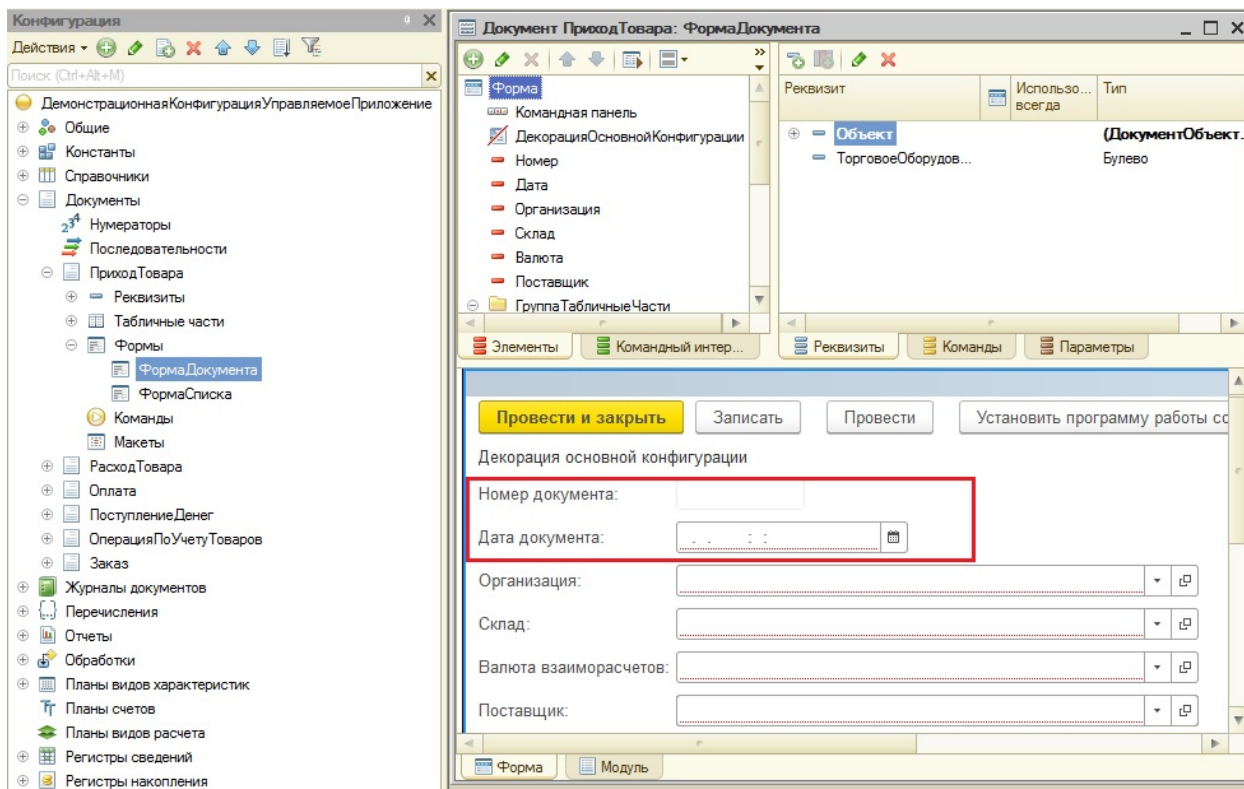 Конфигурация
Действия
Поиск (Ctrl+Alt+M)
ДемонстрационнаяКонфигурацияУправляемоеПриложение
Общие
Константы
Справочники
Документы
Нумераторы
Последовательности
ПриходТовара
Реквизиты
Табличные части
Формы
ФормаДокумента
ФормаСписка
Команды
Макеты
РасходТовара
Оплата
ПоступлениеДенег
ОперацияПоУчетуТоваров
Заказ
Журналы документов
Перечисления
Отчеты
Обработки
Планы видов характеристик
Планы счетов
Планы видов расчета
Регистры сведений
Регистры накопления
Документ ПриходТовара: ФормаДокумента
Форма
Командная панель
ДекорацияОсновнойКонфигурации
Номер
Дата
Организация
Склад
Валюта
Поставщик
ГруппаТабличныеЧасти
Элементы
Командный интер...
Реквизит
Использо... всегда
Тип
Объект
(ДокументОбъект.
ТорговоеОборудов...
Булево
Реквизиты
Команды
Параметры
Провести и закрыть
Записать
Провести
Установить программу работы со
Декорация основной конфигурации
Номер документа:
Дата документа:
. .    : :
Организация:
Склад:
Валюта взаиморасчетов:
Поставщик:
Форма
Модуль